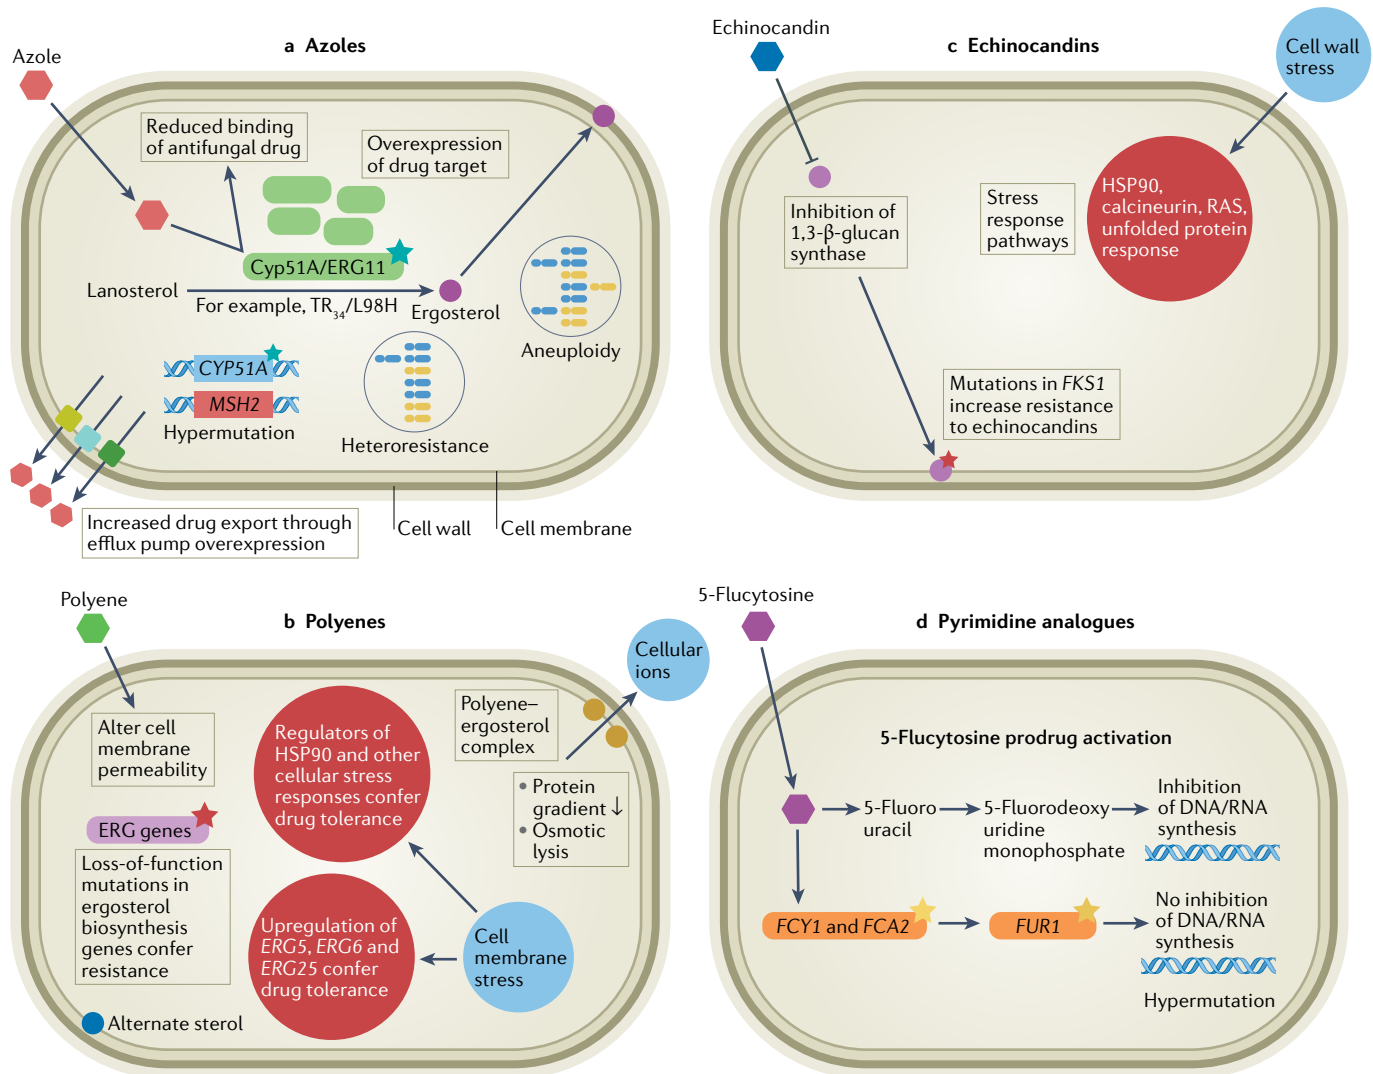 a Azoles
Azole
Reduced binding
of antifungal drug
Overexpression
of drug target
Cyp51A/ERG11
Lanosterol
For example, TR34/L98H
Ergosterol
Aneuploidy
CYP51A
MSH2
Hypermutation
Heteroresistance
Increased drug export through
efflux pump overexpression
Cell wall
Cell membrane
c Echinocandins
Echinocandin
Cell wall
stress
Inhibition of
1,3-β-glucan
synthase
Stress
response
pathways
HSP90,
calcineurin, RAS,
unfolded protein
response
Mutations in FKS1
increase resistance
to echinocandins
b Polyenes
Polyene
Alter cell
membrane
permeability
Regulators of
HSP90 and other
cellular stress
responses confer
drug tolerance
Polyene–
ergosterol
complex
Cellular
ions
• Protein
gradient ↓
• Osmotic
lysis
ERG genes
Loss-of-function
mutations in
ergosterol
biosynthesis
genes confer
resistance
Upregulation of
ERG5, ERG6 and
ERG25 confer
drug tolerance
Cell
membrane
stress
Alternate sterol
d Pyrimidine analogues
5-Flucytosine
5-Flucytosine prodrug activation
5-Fluoro
uracil
5-Fluorodeoxy
uridine
monophosphate
Inhibition
of DNA/RNA
synthesis
FCY1 and FCA2
FUR1
No inhibition
of DNA/RNA
synthesis
Hypermutation